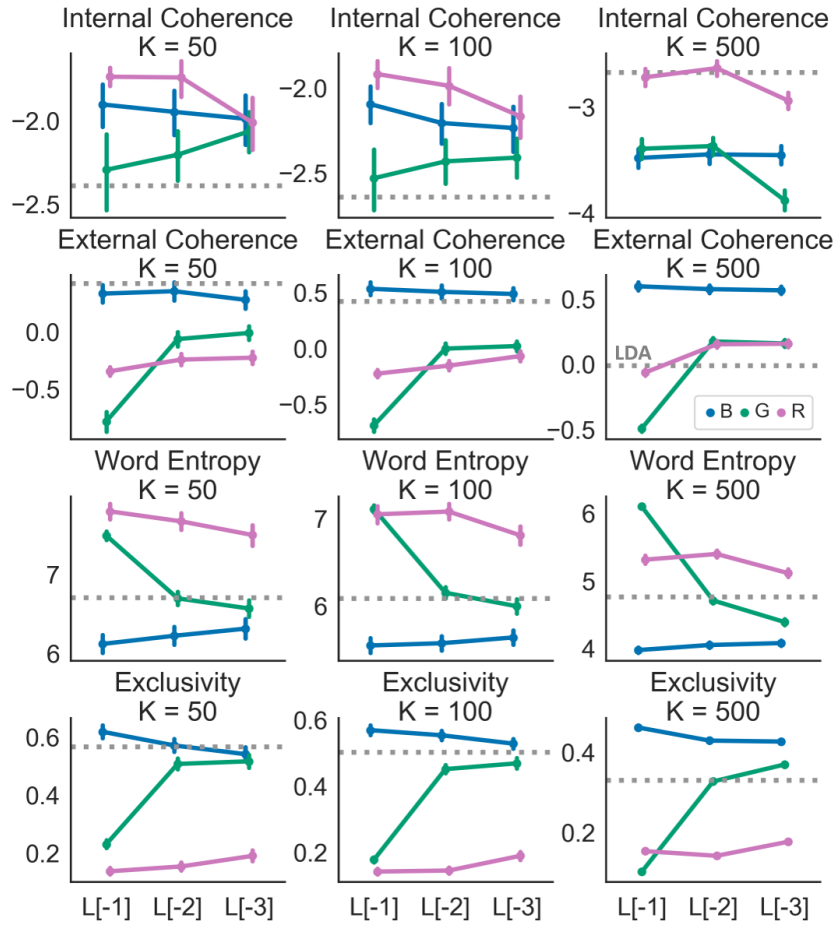 Internal Coherence Internal Coherence Internal Coherence
K = 50 K = 100 K = 500
−2.0 −2.0 −3
−2.5 −2.5 −4
External Coherence External Coherence External Coherence
K = 50 K = 100 K = 500
0.5 0.5
0.0 0.0 LDA 0.0
−0.5 −0.5 −0.5
B G R
Word Entropy Word Entropy Word Entropy
K = 50 K = 100 K = 500
7 7 6
6 6 5
4
Exclusivity Exclusivity Exclusivity
K = 50 K = 100 K = 500
0.6 0.6 0.4
0.4 0.4 0.2
0.2 0.2
L[-1] L[-2] L[-3] L[-1] L[-2] L[-3] L[-1] L[-2] L[-3]